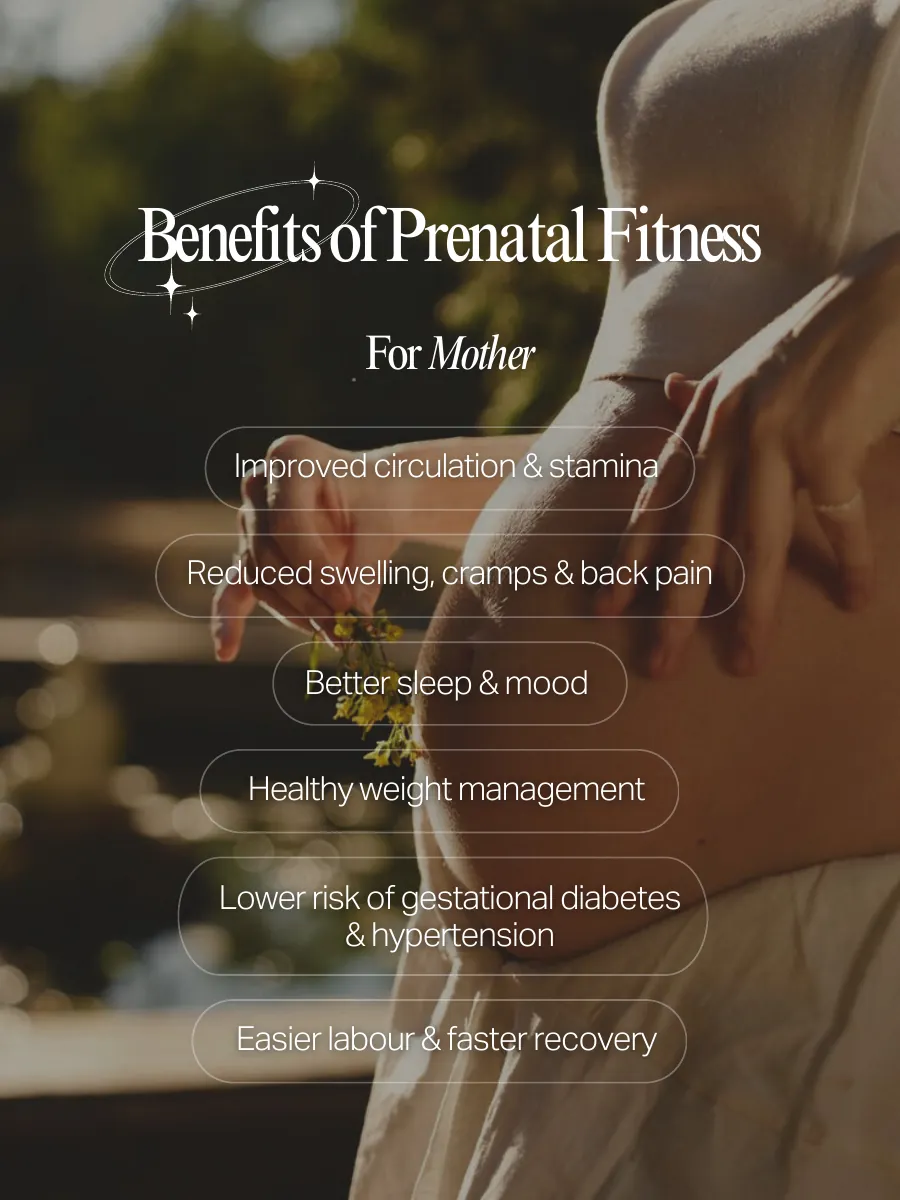 Benefits of Prenatal Fitness
For Mother
Improved circulation & stamina
Reduced swelling, cramps & back pain
Better sleep & mood
Healthy weight management
Lower risk of gestational diabetes
& hypertension
Easier labour & faster recovery